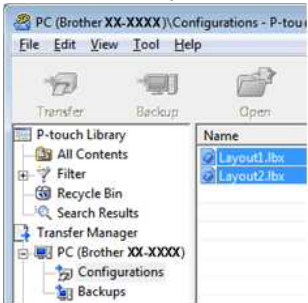 PC (Brother XX-XXXX)\Configurations - P-tou
File Edit View Tool Help
Transfer Backup Open
P-touch Library
All Contents
Filter
Recycle Bin
Search Results
Transfer Manager
PC (Brother XX-XXXX)
Configurations
Backups
Name
Layout1.lbx
Layout2.lbx